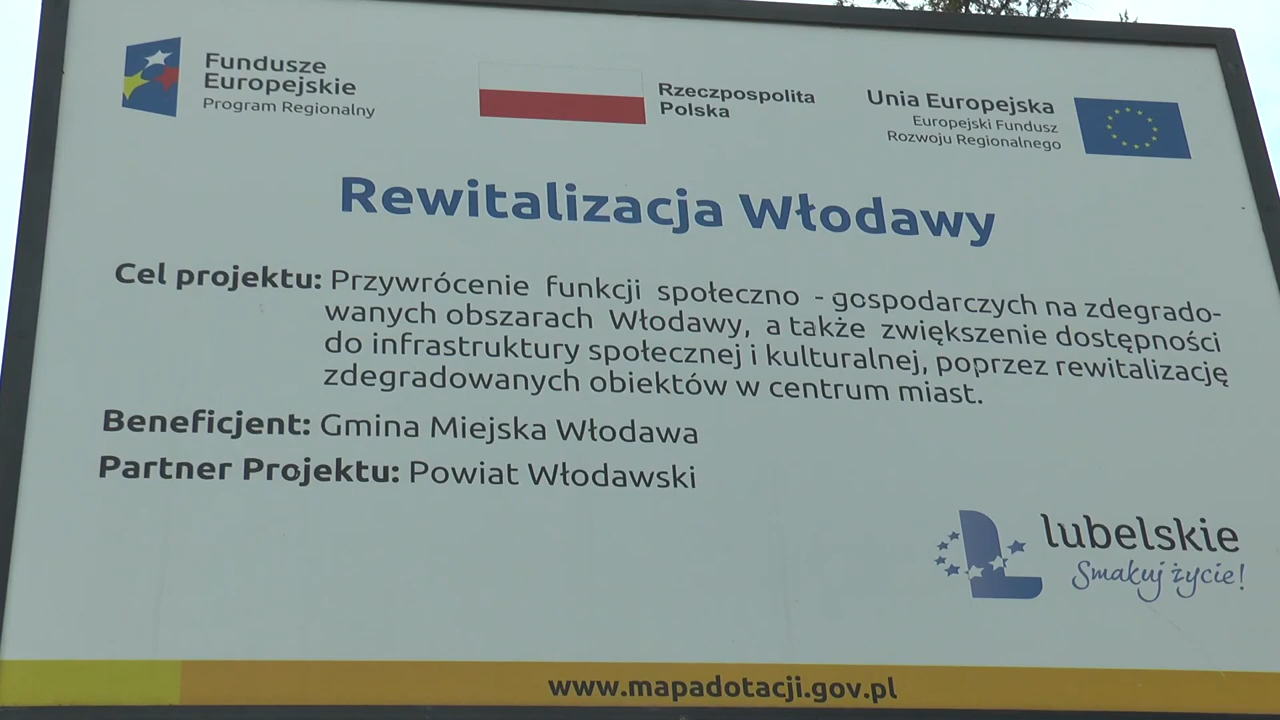 Fundusze
Europejskie
Program Regionalny
Rzeczpospolita
Polska
Unia Europejska
Europejski Fundusz
Rozwoju Regionalnego
Rewitalizacja Włodawy
Cel projektu: Przywrócenie funkcji społeczno - gospodarczych na zdegrado-
wanych obszarach Włodawy, a także zwiększenie dostępności
do infrastruktury społecznej i kulturalnej, poprzez rewitalizację
zdegradowanych obiektów w centrum miast.
Beneficjent: Gmina Miejska Włodawa
Partner Projektu: Powiat Włodawski
lubelskie
Smakuj życie!
www.mapadotacji.gov.pl